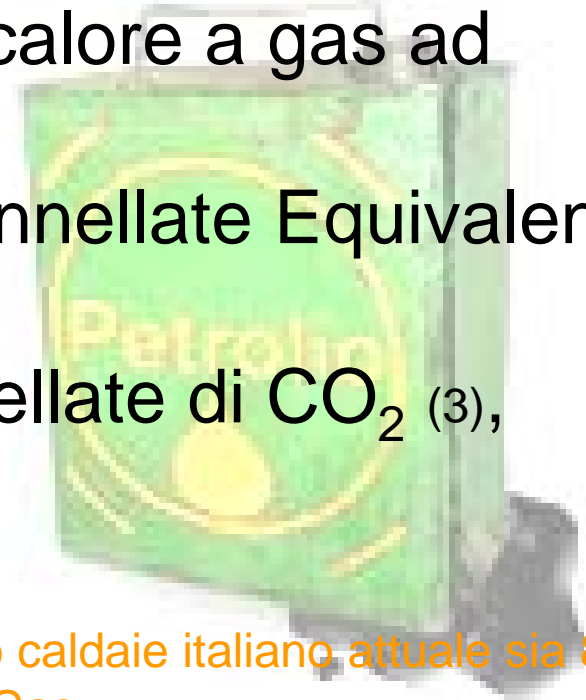 calore a gas ad
nnellate Equivalen
Petrolio
ellate di CO₂ (3),
o caldaie italiano attuale sia